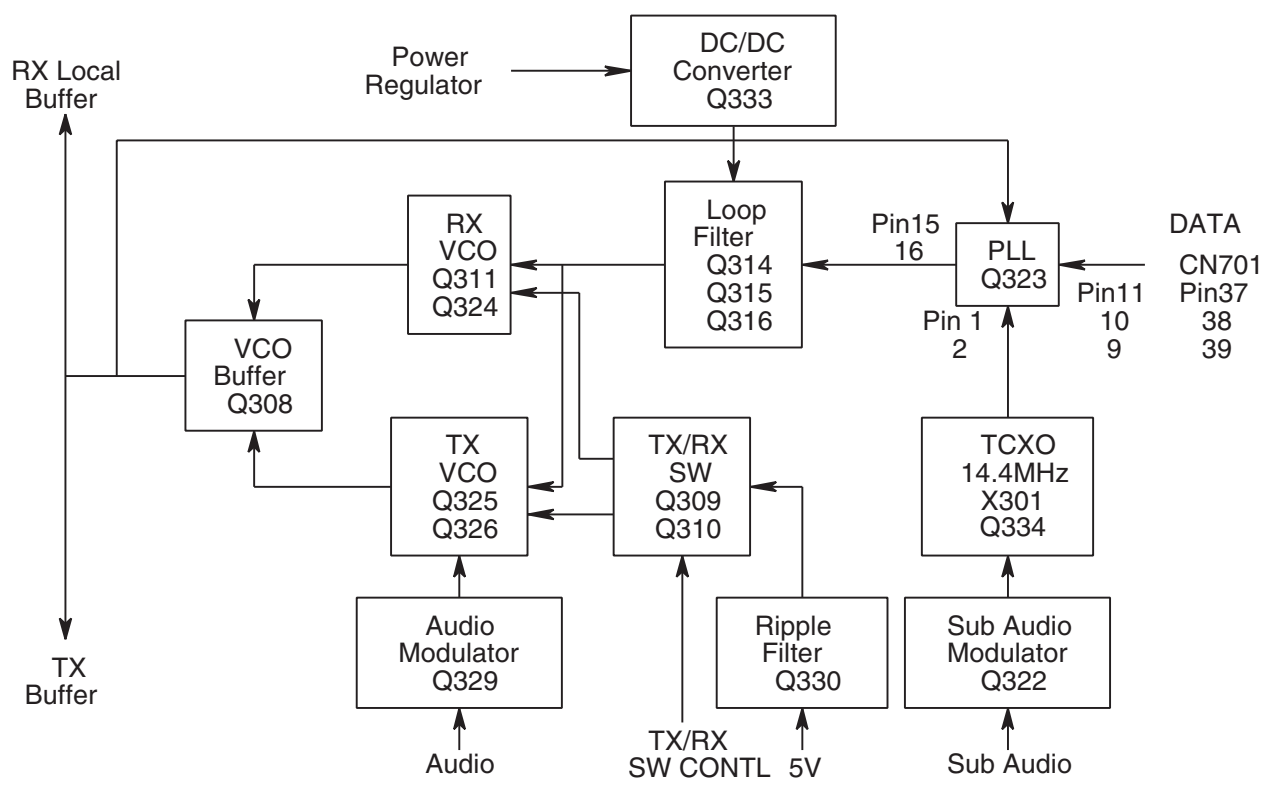 DC/DC
Converter
Q333
Power
Regulator
RX Local
Buffer
RX
VCO
Q311
Q324
Loop
Filter
Q314
Q315
Q316
Pin15
16
PLL
Q323
DATA
CN701
Pin37
38
39
Pin11
10
9
Pin 1
2
VCO
Buffer
Q308
TX
VCO
Q325
Q326
TX/RX
SW
Q309
Q310
TCXO
14.4MHz
X301
Q334
Audio
Modulator
Q329
Ripple
Filter
Q330
Sub Audio
Modulator
Q322
TX
Buffer
Audio
TX/RX
SW CONTL
5V
Sub Audio